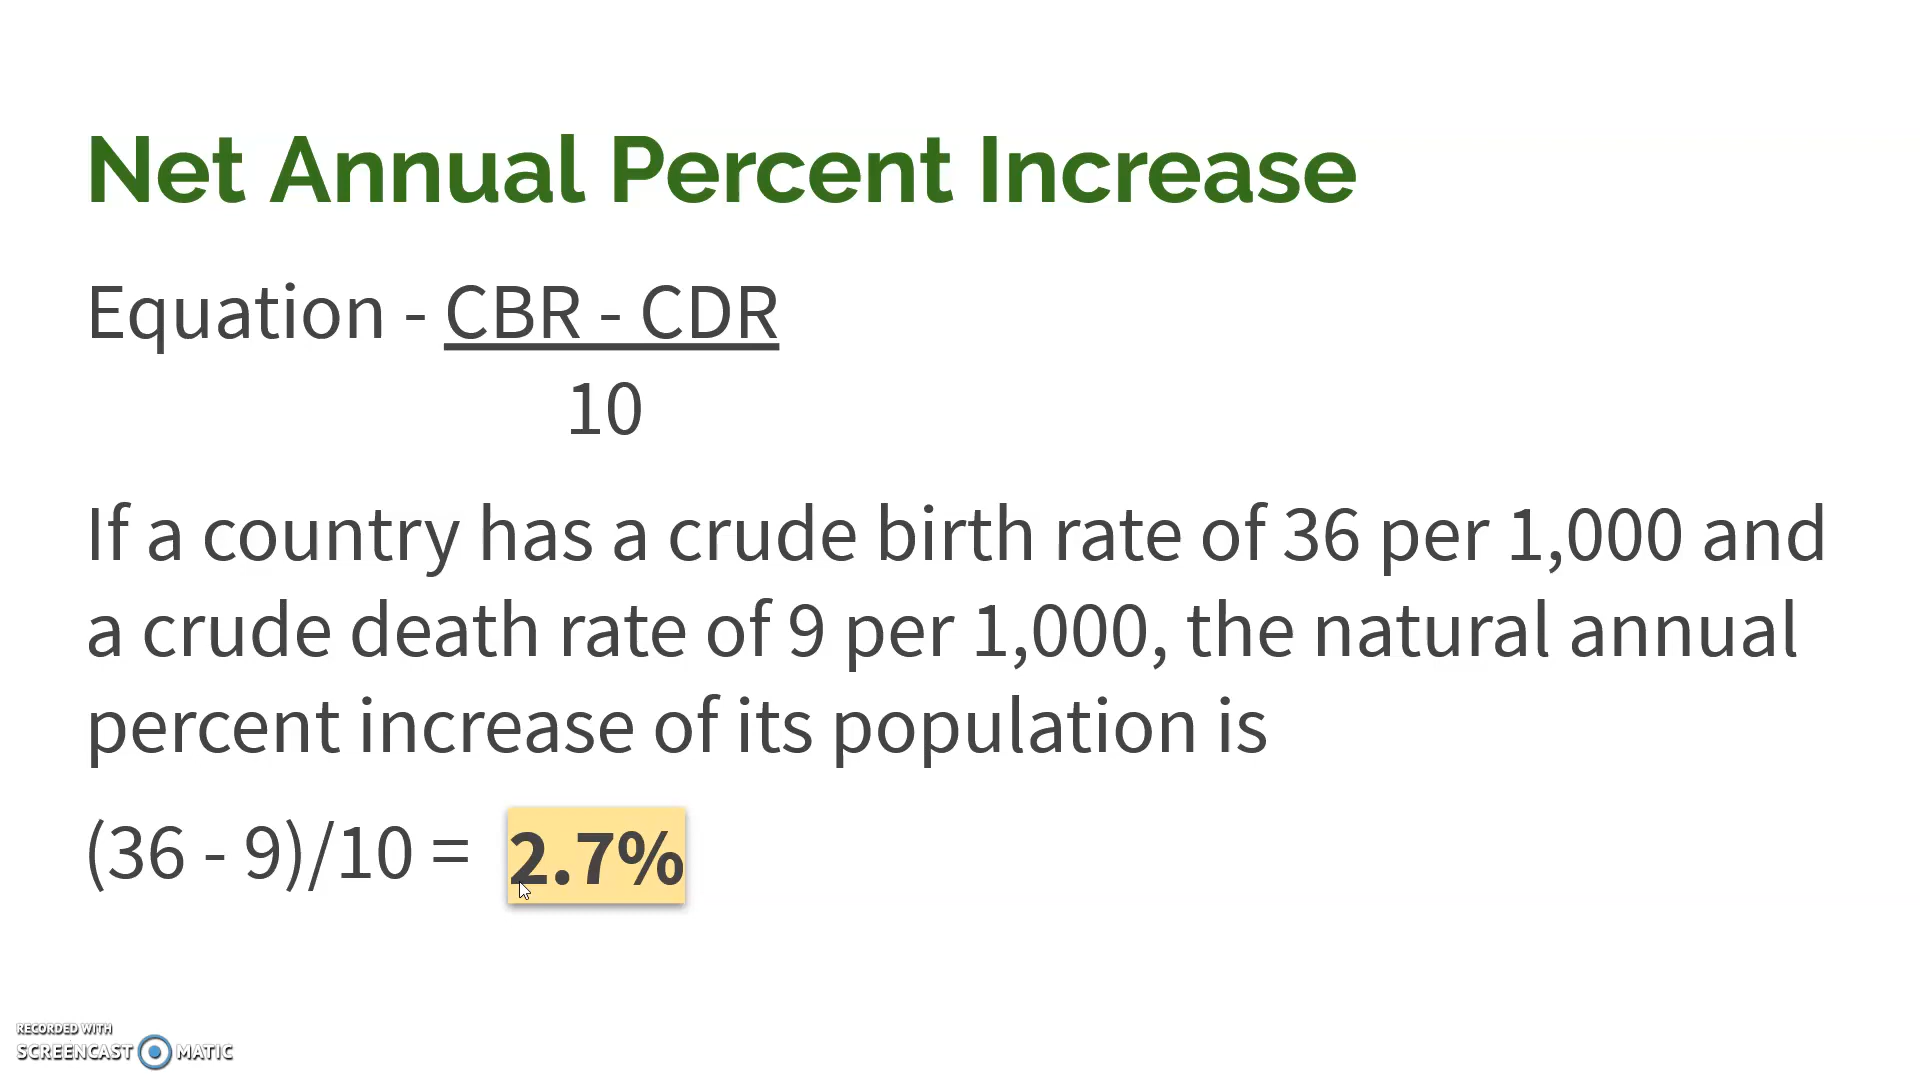 Net Annual Percent Increase
Equation - CBR - CDR
10
If a country has a crude birth rate of 36 per 1,000 and
a crude death rate of 9 per 1,000, the natural annual
percent increase of its population is
(36 - 9)/10 = 2.7%
RECORDED WITH
SCREENCAST MATIC